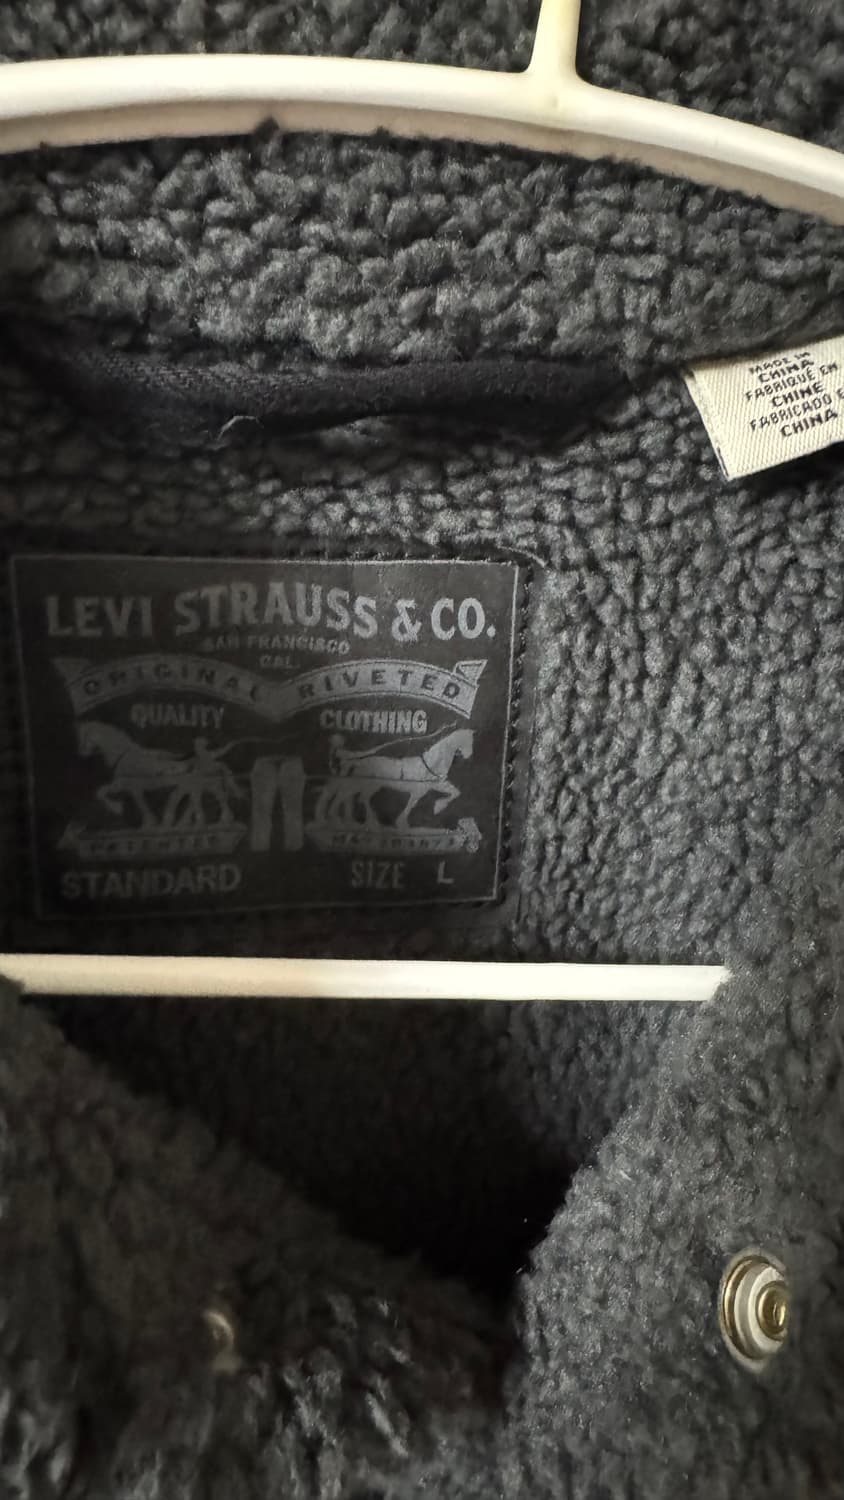 MADE IN
CHINA
FABRIQUÉ EN
CHINE
FABRICADO E
CHINA
LEVI STRAUSS & CO.
SAN FRANCISCO
CAL.
ORIGINAL RIVETED
QUALITY CLOTHING
PATENTED
STANDARD SIZE L